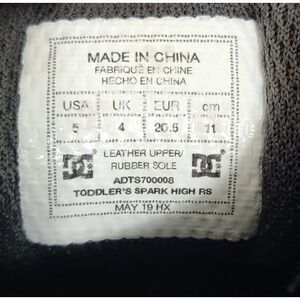 MADE IN CHINA
FABRIQUÉ EN CHINE
HECHO EN CHINA
USA UK EUR cm
5 4 20.5 11
LEATHER UPPER/
RUBBER SOLE
ADTS700008
TODDLER'S SPARK HIGH RS
MAY 19 HX